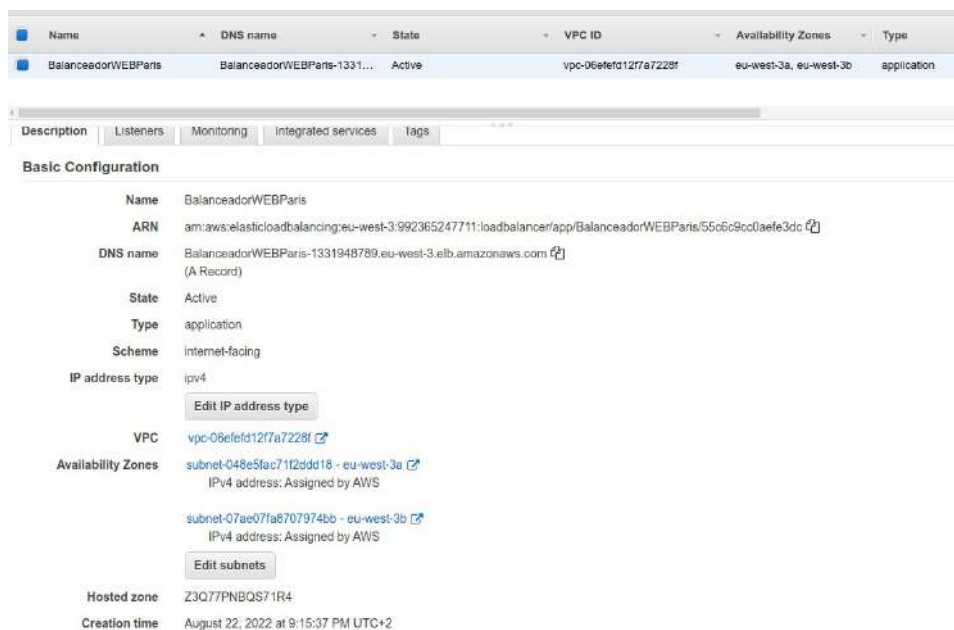 Name DNS name State VPC ID Availability Zones Type
BalanceadorWEBParis BalanceadorWEBParis-1331... Active vpc-06efefd12f7a7228f eu-west-3a, eu-west-3b application
Description Listeners Monitoring Integrated services Tags
Basic Configuration
Name BalanceadorWEBParis
ARN arn:aws:elasticloadbalancing:eu-west-3:992365247711:loadbalancer/app/BalanceadorWEBParis/55c6c9cc0aefe3dc
DNS name BalanceadorWEBParis-1331948789.eu-west-3.elb.amazonaws.com
(A Record)
State Active
Type application
Scheme internet-facing
IP address type ipv4
Edit IP address type
VPC vpc-06efefd12f7a7228f
Availability Zones subnet-048e5fac71f2ddd18 - eu-west-3a
IPv4 address: Assigned by AWS
subnet-07ae07fa8707974bb - eu-west-3b
IPv4 address: Assigned by AWS
Edit subnets
Hosted zone Z3Q77PNBQS71R4
Creation time August 22, 2022 at 9:15:37 PM UTC+2